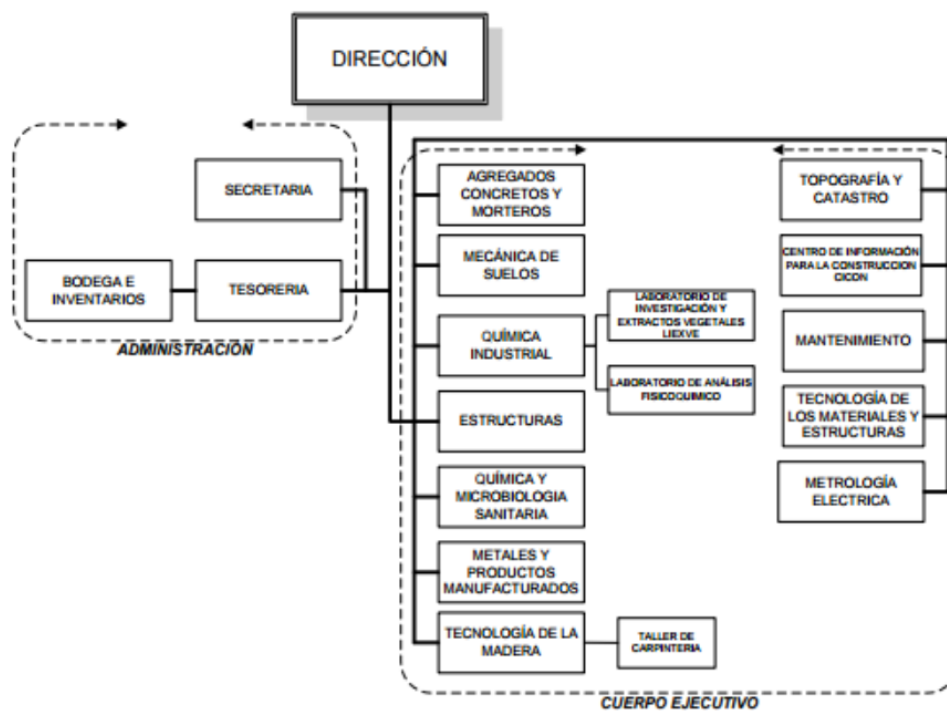 DIRECCIÓN
SECRETARIA
BODEGA E
INVENTARIOS
TESORERIA
ADMINISTRACIÓN
AGREGADOS
CONCRETOS Y
MORTEROS
MECÁNICA DE
SUELOS
QUÍMICA
INDUSTRIAL
LABORATORIO DE
INVESTIGACIÓN Y
EXTRACTOS VEGETALES
LIEXVE
LABORATORIO DE ANÁLISIS
FISICOQUIMICO
ESTRUCTURAS
QUÍMICA Y
MICROBIOLOGIA
SANITARIA
METALES Y
PRODUCTOS
MANUFACTURADOS
TECNOLOGÍA DE LA
MADERA
TALLER DE
CARPINTERIA
TOPOGRAFÍA Y
CATASTRO
CENTRO DE INFORMACIÓN
PARA LA CONSTRUCCION
CICON
MANTENIMIENTO
TECNOLOGÍA DE
LOS MATERIALES Y
ESTRUCTURAS
METROLOGÍA
ELECTRICA
CUERPO EJECUTIVO